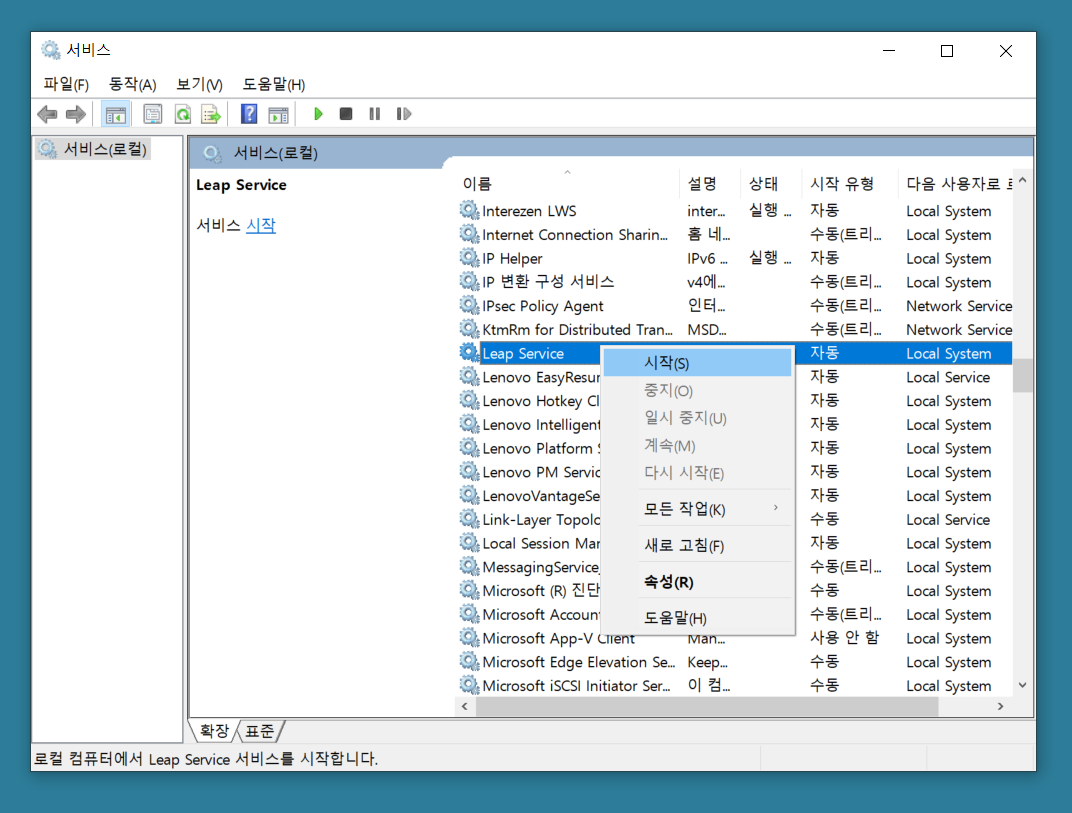 서비스
파일(F) 동작(A) 보기(V) 도움말(H)
서비스(로컬)
서비스(로컬)
Leap Service
서비스 시작
이름 설명 상태 시작 유형 다음 사용자로 로
Interezen LWS inter... 실행 ... 자동 Local System
Internet Connection Sharin... 홈 네... 수동(트리... Local System
IP Helper IPv6 ... 실행 ... 자동 Local System
IP 변환 구성 서비스 v4에... 수동(트리... Local System
IPsec Policy Agent 인터... 수동(트리... Network Service
KtmRm for Distributed Tran... MSD... 수동(트리... Network Service
Leap Service 자동 Local System
Lenovo EasyResur 자동 Local Service
Lenovo Hotkey Cl 자동 Local System
Lenovo Intelligent 자동 Local System
Lenovo Platform S 자동 Local System
Lenovo PM Servic 자동 Local System
LenovoVantageSe 자동 Local System
Link-Layer Topolo 수동 Local Service
Local Session Mar 자동 Local System
MessagingService_ 수동(트리... Local System
Microsoft (R) 진단 수동 Local System
Microsoft Accoun 수동(트리... Local System
Microsoft App-V Client Man... 사용 안 함 Local System
Microsoft Edge Elevation Se... Keep... 수동 Local System
Microsoft iSCSI Initiator Ser... 이 컴... 수동 Local System
시작(S)
중지(O)
일시 중지(U)
계속(M)
다시 시작(E)
모든 작업(K)
새로 고침(F)
속성(R)
도움말(H)
확장 표준
로컬 컴퓨터에서 Leap Service 서비스를 시작합니다.